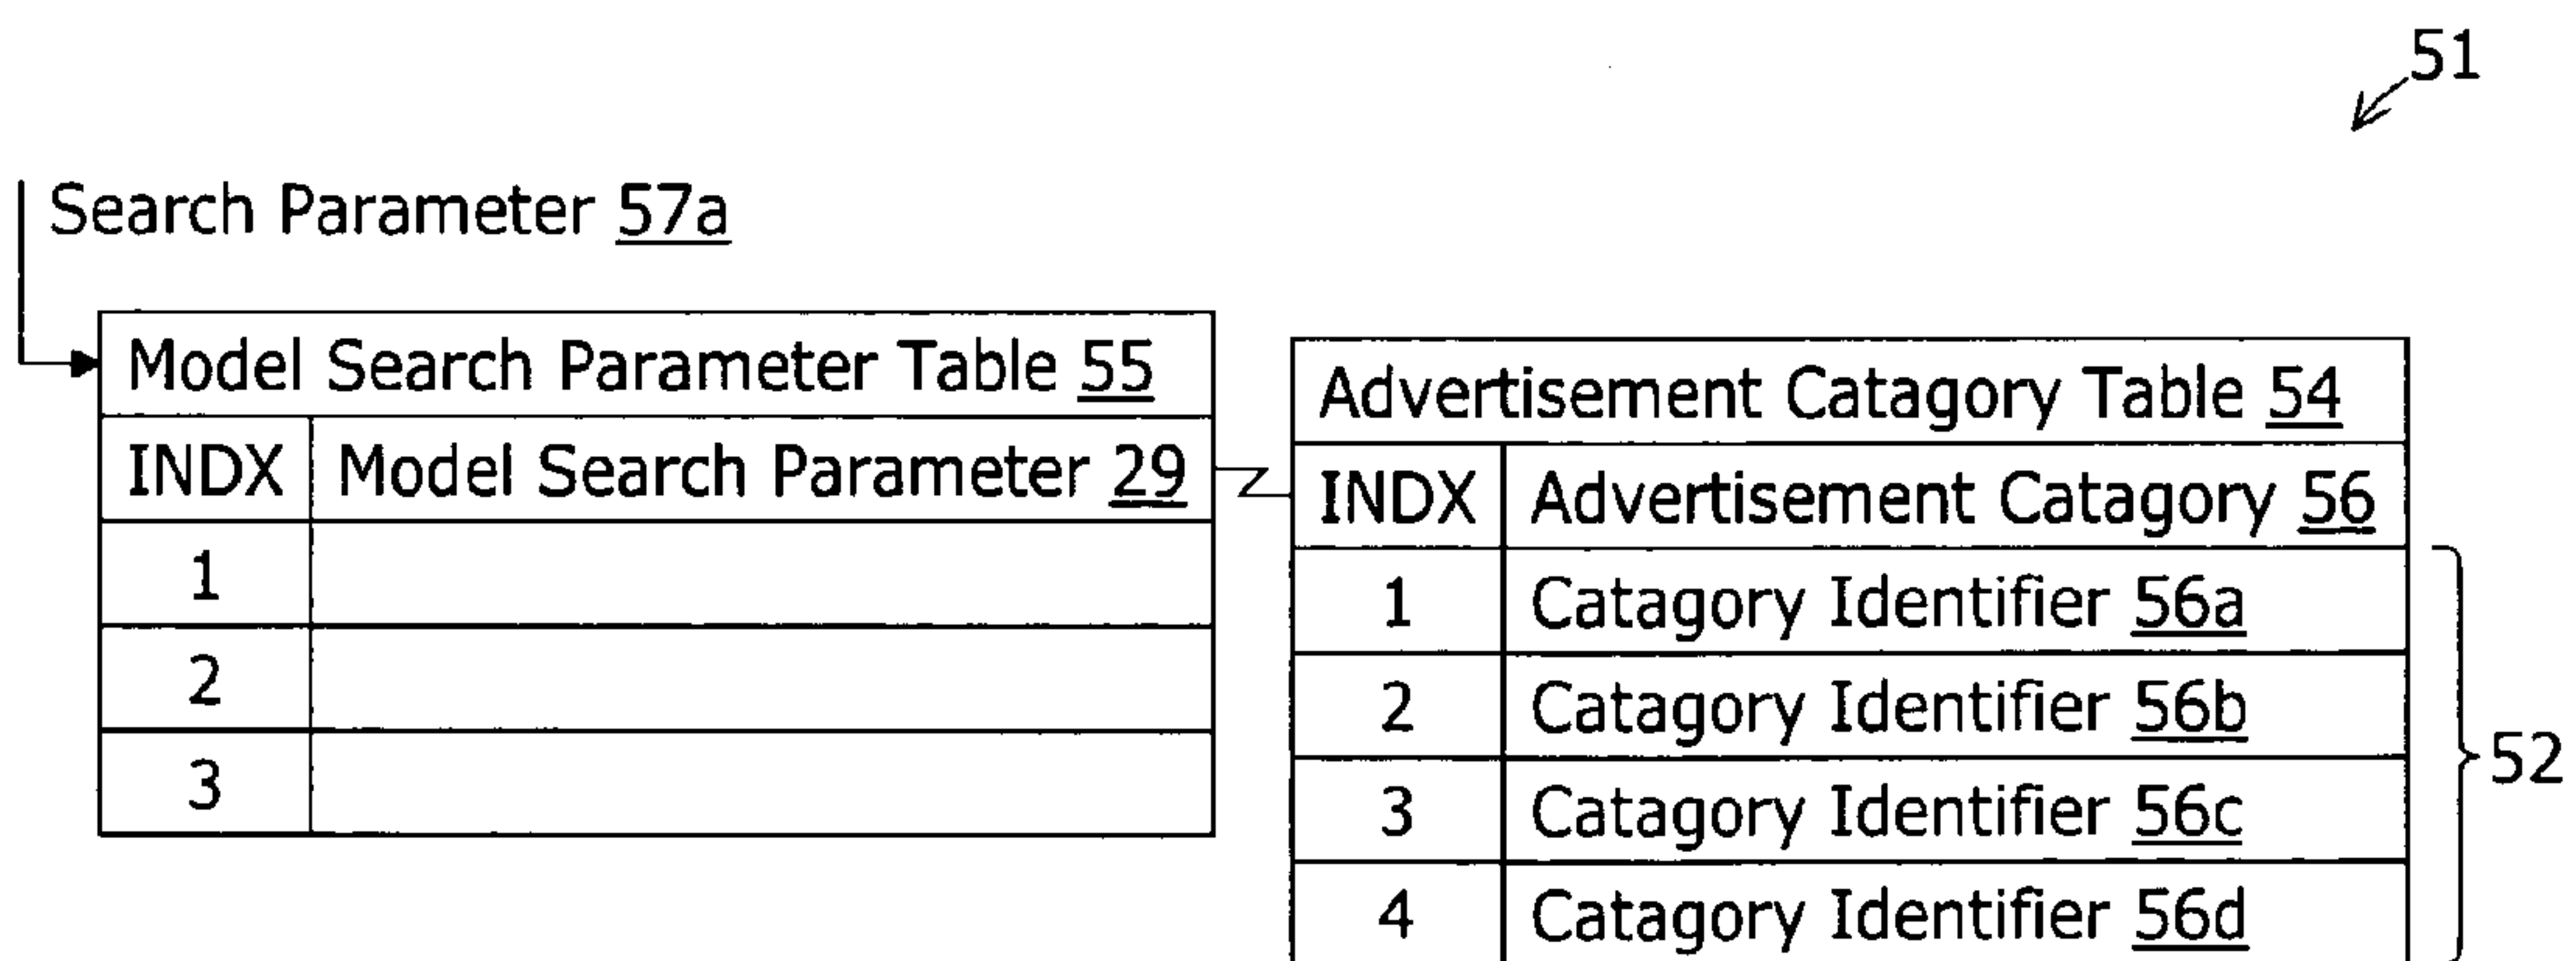 51
Search Parameter 57a
Model Search Parameter Table 55
INDX Model Search Parameter 29
1
2
3
Advertisement Catagory Table 54
INDX Advertisement Catagory 56
1 Catagory Identifier 56a
2 Catagory Identifier 56b
3 Catagory Identifier 56c
4 Catagory Identifier 56d
52